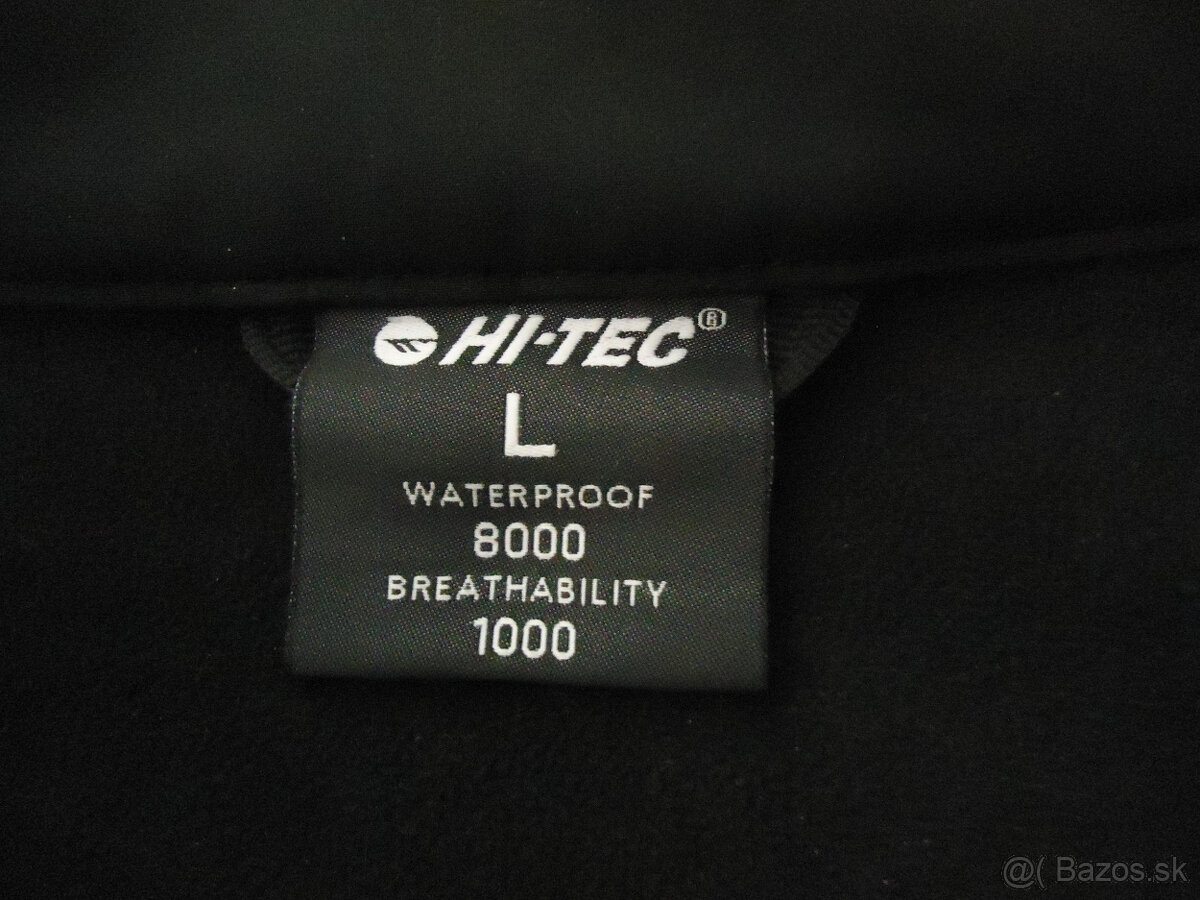 HI-TEC®
L
WATERPROOF
8000
BREATHABILITY
1000
@( Bazos.sk